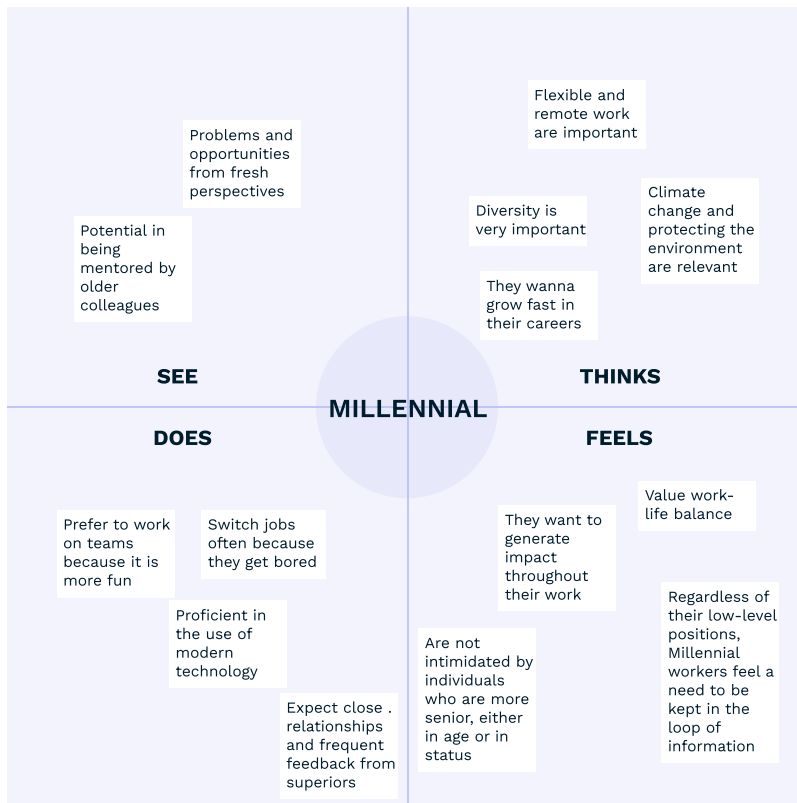 Problems and
opportunities
from fresh
perspectives
Potential in
being
mentored by
older
colleagues
SEE
Flexible and
remote work
are important
Diversity is
very important
Climate
change and
protecting the
environment
are relevant
They wanna
grow fast in
their careers
THINKS
MILLENNIAL
DOES
Prefer to work
on teams
because it is
more fun
Switch jobs
often because
they get bored
Proficient in
the use of
modern
technology
Expect close .
relationships
and frequent
feedback from
superiors
FEELS
Value work-
life balance
They want to
generate
impact
throughout
their work
Regardless of
their low-level
positions,
Millennial
workers feel a
need to be
kept in the
loop of
information
Are not
intimidated by
individuals
who are more
senior, either
in age or in
status